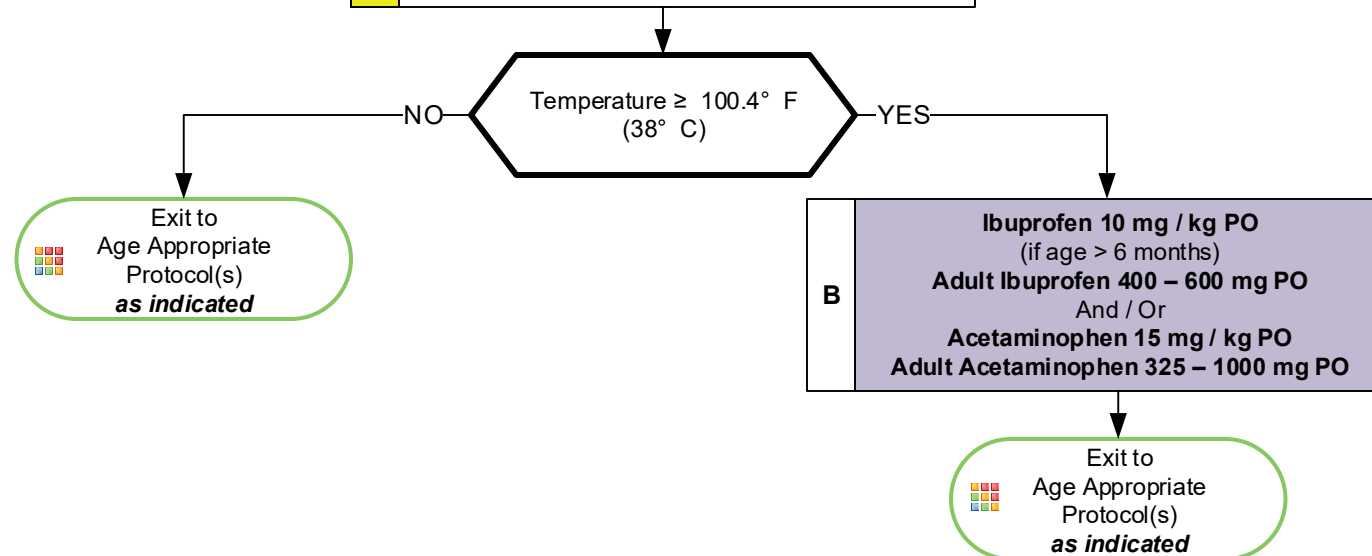 Temperature ≥ 100.4° F
(38° C)
NO
YES
Exit to
Age Appropriate
Protocol(s)
as indicated
B
Ibuprofen 10 mg / kg PO
(if age > 6 months)
Adult Ibuprofen 400 – 600 mg PO
And / Or
Acetaminophen 15 mg / kg PO
Adult Acetaminophen 325 – 1000 mg PO
Exit to
Age Appropriate
Protocol(s)
as indicated